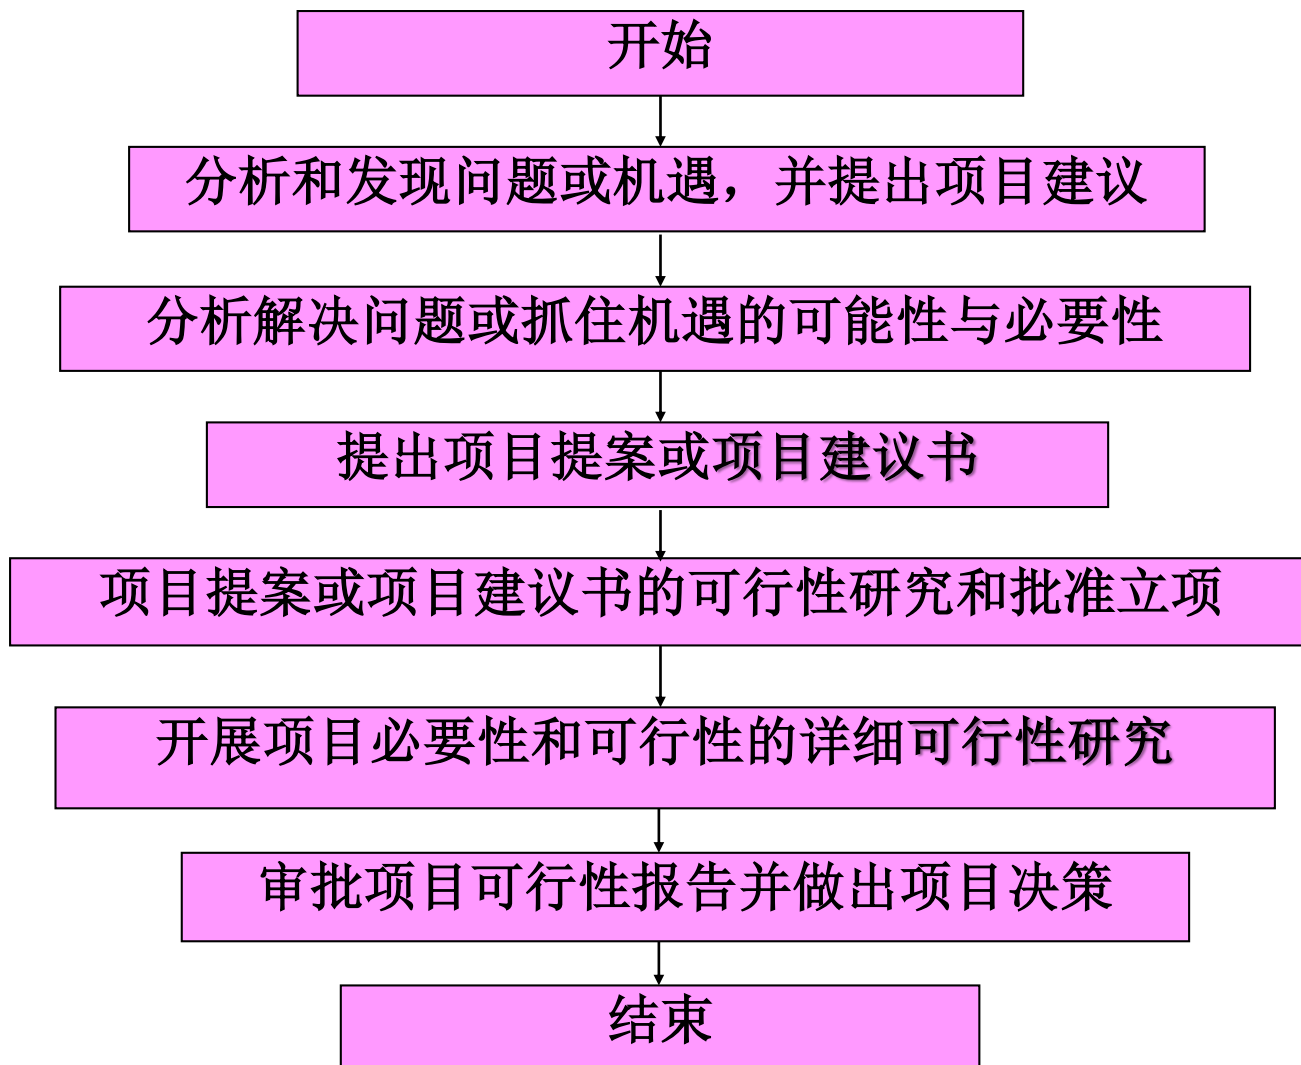 开始
分析和发现问题或机遇，并提出项目建议
分析解决问题或抓住机遇的可能性与必要性
提出项目提案或项目建议书
项目提案或项目建议书的可行性研究和批准立项
开展项目必要性和可行性的详细可行性研究
审批项目可行性报告并做出项目决策
结束